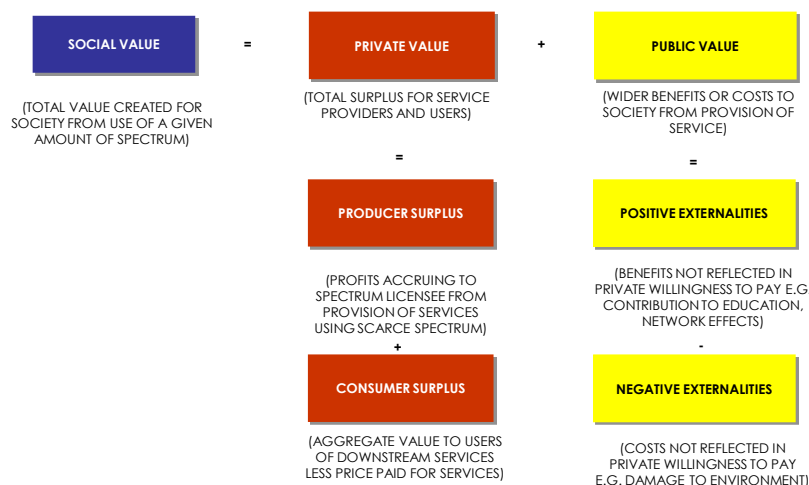 SOCIAL VALUE
=
PRIVATE VALUE
+
PUBLIC VALUE
(TOTAL VALUE CREATED FOR
SOCIETY FROM USE OF A GIVEN
AMOUNT OF SPECTRUM)
(TOTAL SURPLUS FOR SERVICE
PROVIDERS AND USERS)
(WIDER BENEFITS OR COSTS TO
SOCIETY FROM PROVISION OF
SERVICE)
=
=
PRODUCER SURPLUS
POSITIVE EXTERNALITIES
(PROFITS ACCRUING TO
SPECTRUM LICENSEE FROM
PROVISION OF SERVICES
USING SCARCE SPECTRUM)
(BENEFITS NOT REFLECTED IN
PRIVATE WILLINGNESS TO PAY E.G.
CONTRIBUTION TO EDUCATION,
NETWORK EFFECTS)
+
-
CONSUMER SURPLUS
NEGATIVE EXTERNALITIES
(AGGREGATE VALUE TO USERS
OF DOWNSTREAM SERVICES
LESS PRICE PAID FOR SERVICES)
(COSTS NOT REFLECTED IN
PRIVATE WILLINGNESS TO PAY
E.G. DAMAGE TO ENVIRONMENT)